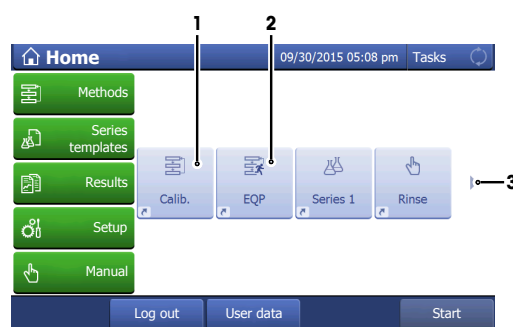 1
2
Home
09/30/2015 05:08 pm
Tasks
Methods
Series
templates
Results
Setup
Manual
Calib.
EQP
Series 1
Rinse
3
Log out
User data
Start